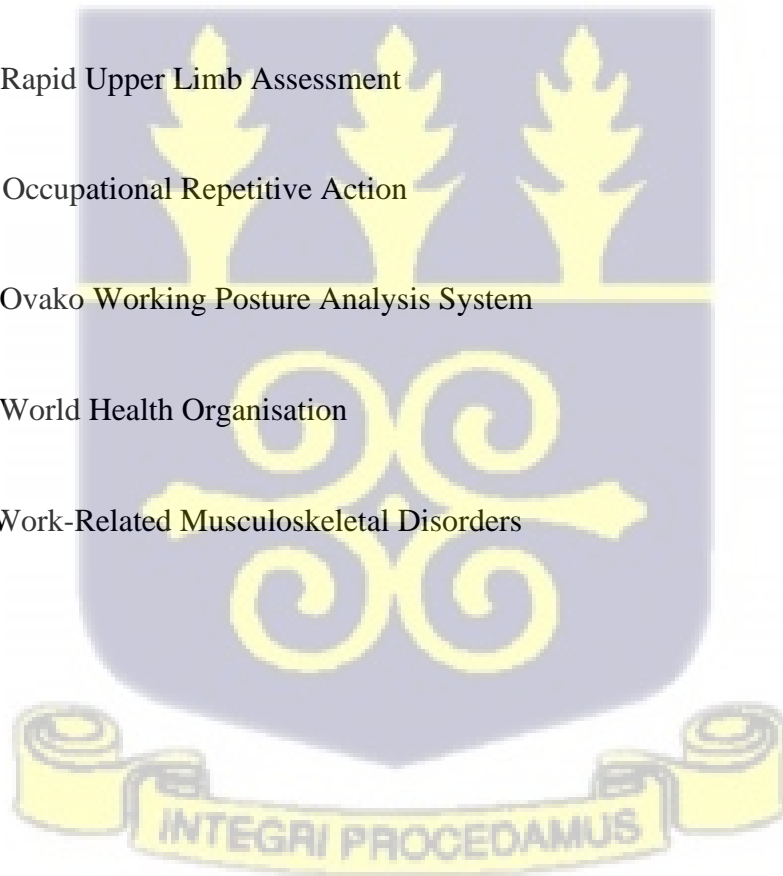 Rapid Upper Limb Assessment
Occupational Repetitive Action
Ovako Working Posture Analysis System
World Health Organisation
Work-Related Musculoskeletal Disorders
INTEGRI PROCEDAMUS